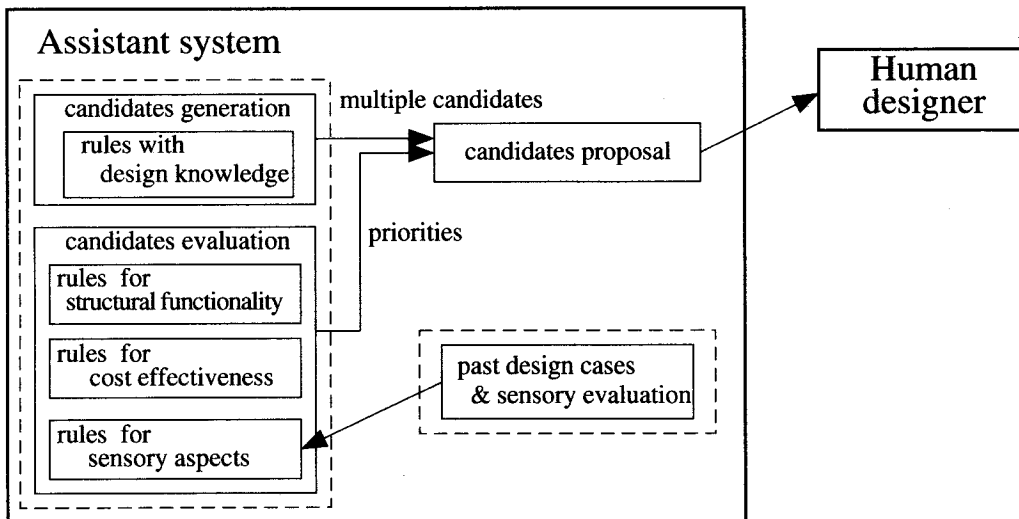 Assistant system
candidates generation
rules with
design knowledge
multiple candidates
candidates proposal
Human
designer
priorities
candidates evaluation
rules for
structural functionality
rules for
cost effectiveness
rules for
sensory aspects
past design cases
& sensory evaluation